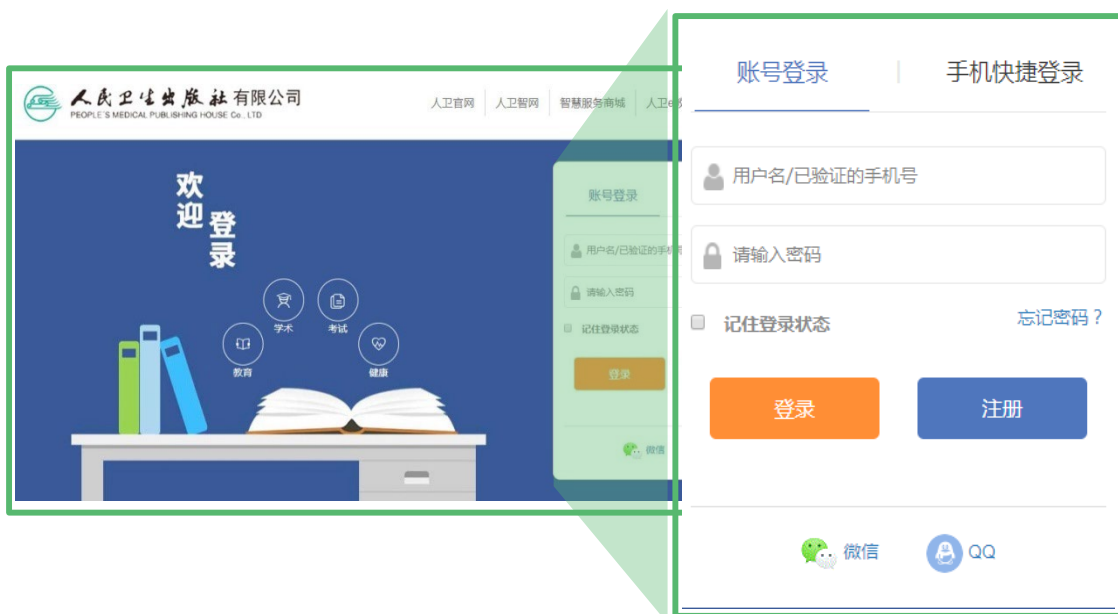 人民卫生出版社有限公司
PEOPLE'S MEDICAL PUBLISHING HOUSE Co., LTD
人卫官网
人卫智网
智慧服务商城
人卫e
欢迎
登录
学术
考试
教育
健康
账号登录
用户名/已验证的手机
请输入密码
记住登录状态
登录
微信
账号登录
手机快捷登录
用户名/已验证的手机号
请输入密码
记住登录状态
忘记密码？
登录
注册
微信
QQ